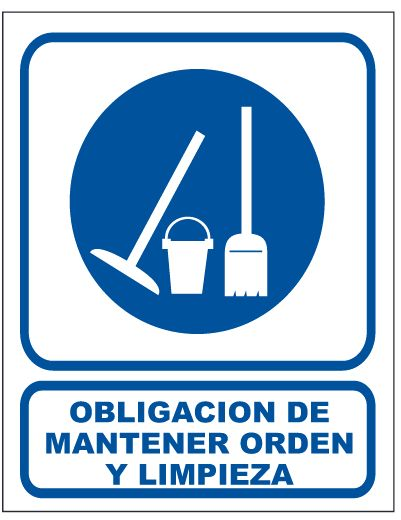 OBLIGACION DE
MANTENER ORDEN
Y LIMPIEZA